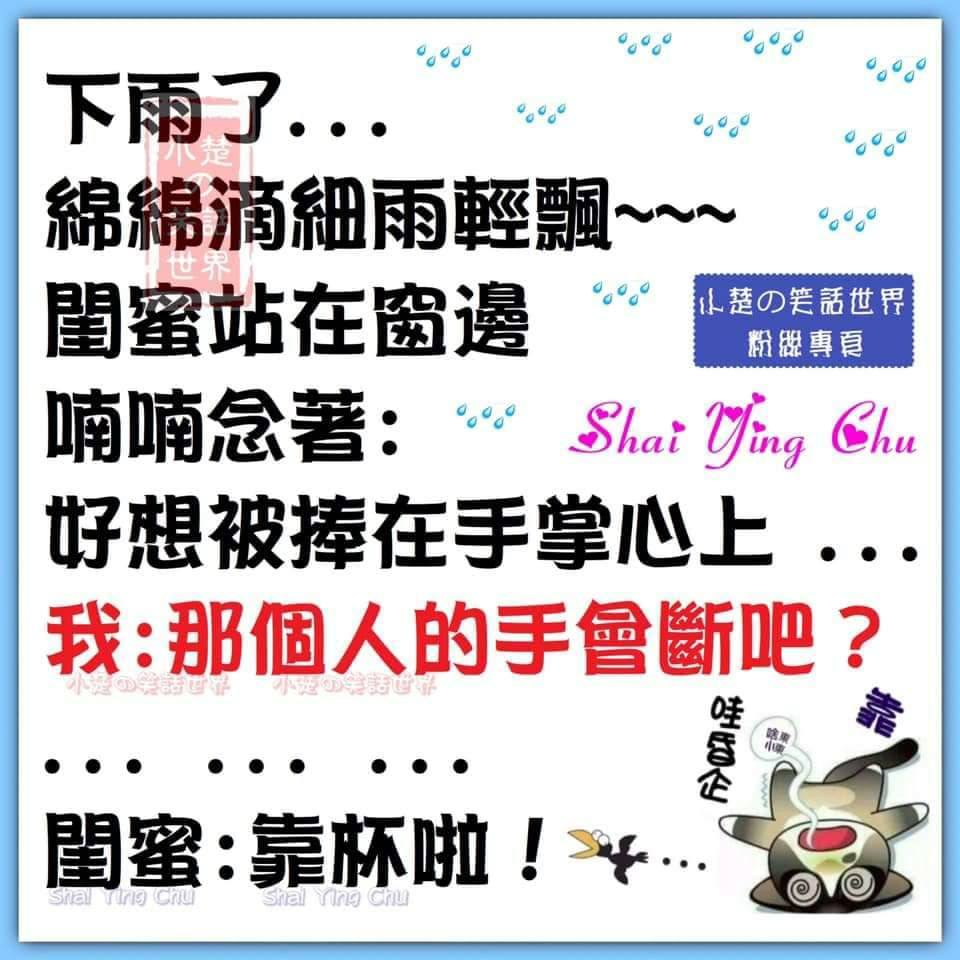 下雨了...
綿綿滴細雨輕飄~~~
閨蜜站在窗邊
小楚の笑話世界
粉絲專頁
喃喃念著:
Shai Ying Chu
好想被捧在手掌心上 ...
我:那個人的手會斷吧？
小楚の笑話世界 小楚の笑話世界
... ... ...
閨蜜:靠杯啦！
...
Shai Ying Chu Shai Ying Chu
哇昏企
靠
小楚
の
笑話
世界